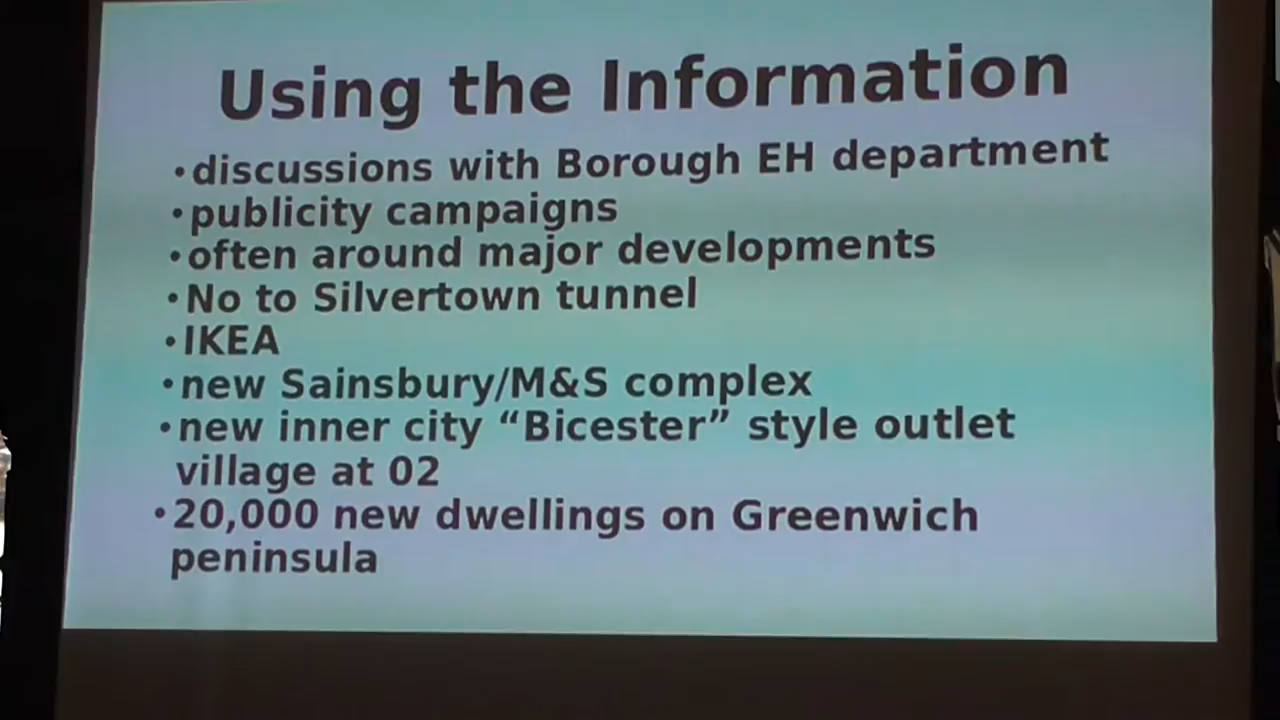 Using the Information
•discussions with Borough EH department
•publicity campaigns
•often around major developments
•No to Silvertown tunnel
•IKEA
•new Sainsbury/M&S complex
•new inner city “Bicester” style outlet
village at 02
•20,000 new dwellings on Greenwich
peninsula